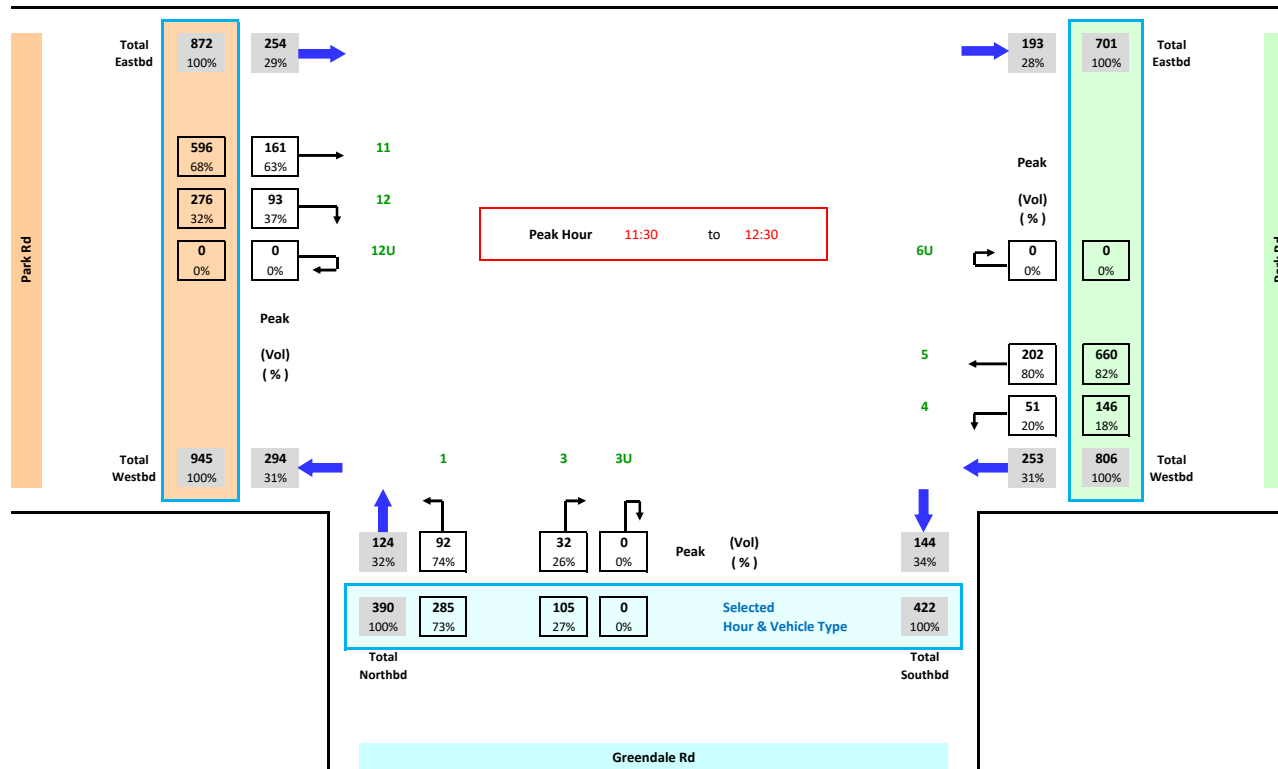 Total
Eastbd
872
100%
254
29%
193
28%
701
100%
Total
Eastbd
596
68%
161
63%
11
276
32%
93
37%
12
0
0%
0
0%
12U
Park Rd
Peak
(Vol)
( % )
Peak Hour 11:30 to 12:30
Peak
(Vol)
( % )
6U
0
0%
0
0%
5
202
80%
660
82%
4
51
20%
146
18%
Park Rd
Total
Westbd
945
100%
294
31%
253
31%
806
100%
Total
Westbd
1 3 3U
124
32%
92
74%
32
26%
0
0%
Peak
(Vol)
( % )
144
34%
390
100%
285
73%
105
27%
0
0%
Selected
Hour & Vehicle Type
422
100%
Total
Northbd
Total
Southbd
Greendale Rd